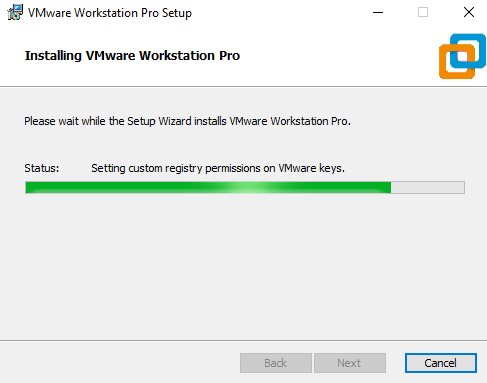 VMware Workstation Pro Setup
Installing VMware Workstation Pro
Please wait while the Setup Wizard installs VMware Workstation Pro.
Status: Setting custom registry permissions on VMware keys.
Back Next Cancel